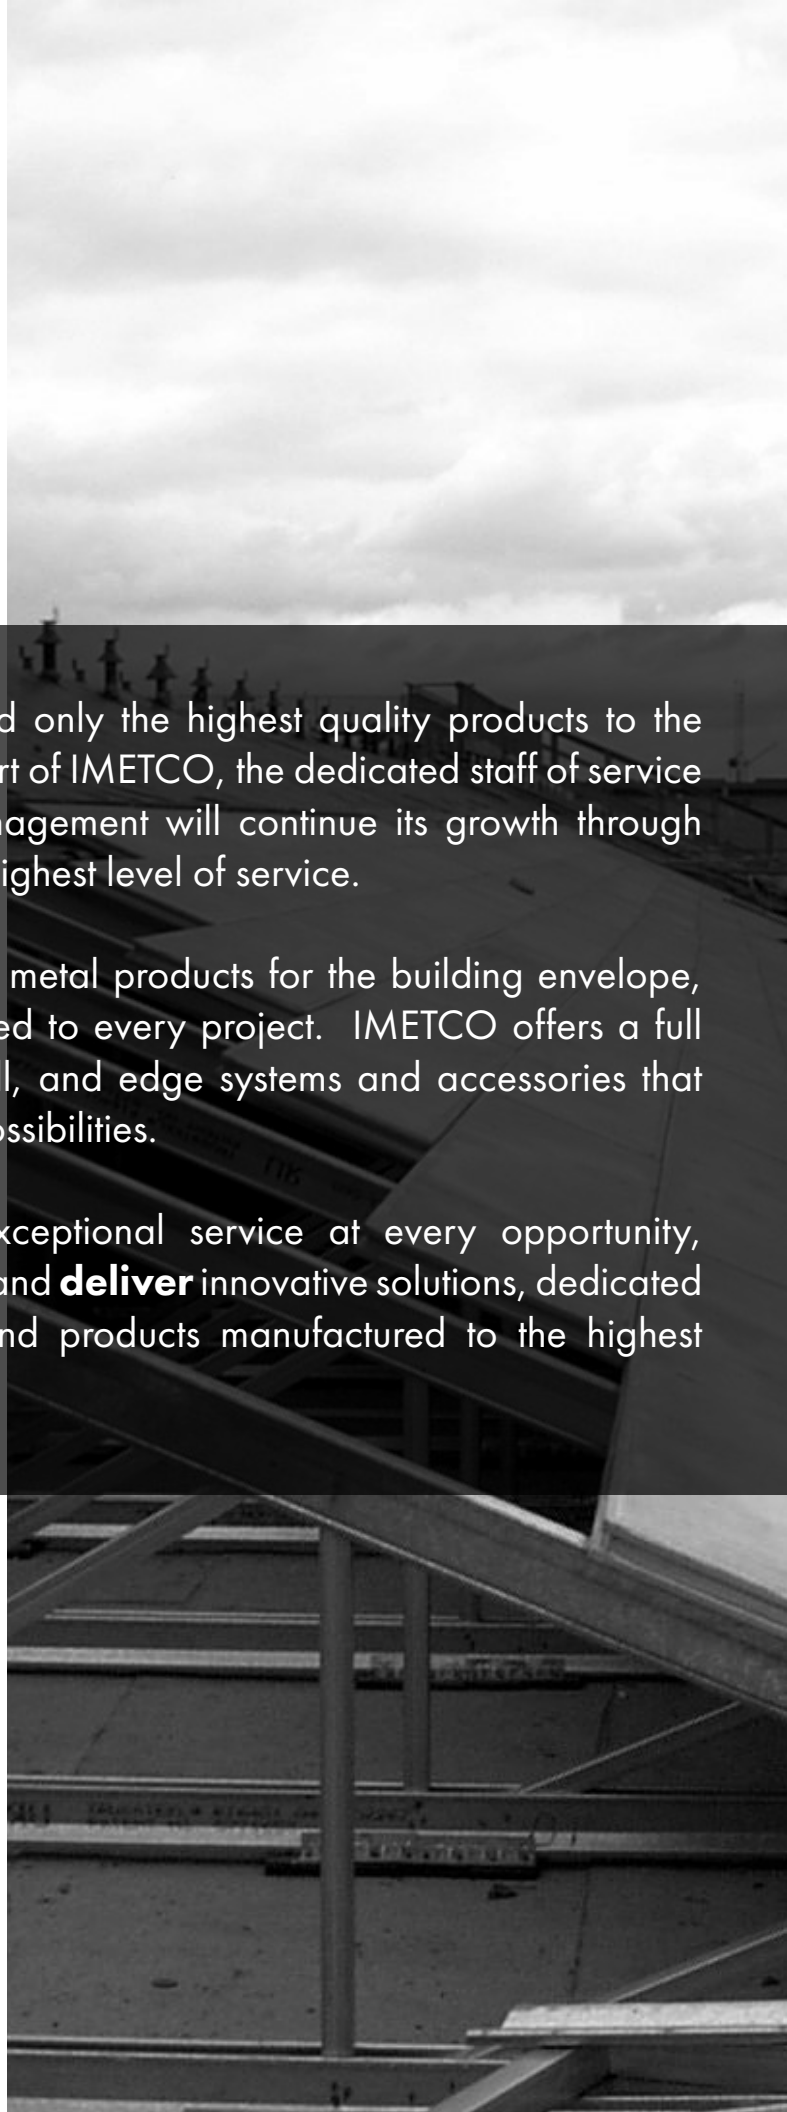 d only the highest quality products to the
rt of IMETCO, the dedicated staff of service
nagement will continue its growth through
ighest level of service.
metal products for the building envelope,
ed to every project. IMETCO offers a full
ll, and edge systems and accessories that
ossibilities.
xceptional service at every opportunity,
and deliver innovative solutions, dedicated
nd products manufactured to the highest